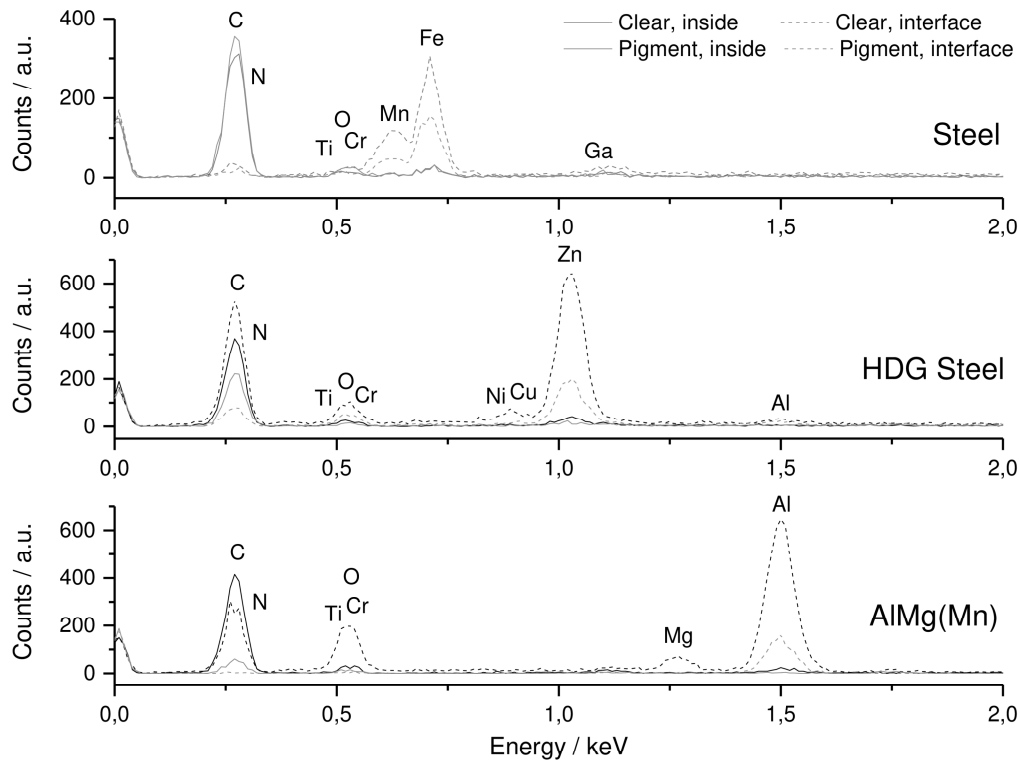 Clear, inside
Clear, interface
Pigment, inside
Pigment, interface
Counts / a.u.
400
200
0
C
N
Ti
O
Cr
Mn
Fe
Ga
Steel
0,0
0,5
1,0
1,5
2,0
Counts / a.u.
600
400
200
0
C
N
Ti
O
Cr
Ni
Cu
Zn
Al
HDG Steel
0,0
0,5
1,0
1,5
2,0
Counts / a.u.
600
400
200
0
C
N
Ti
O
Cr
Mg
Al
AlMg(Mn)
0,0
0,5
1,0
1,5
2,0
Energy / keV